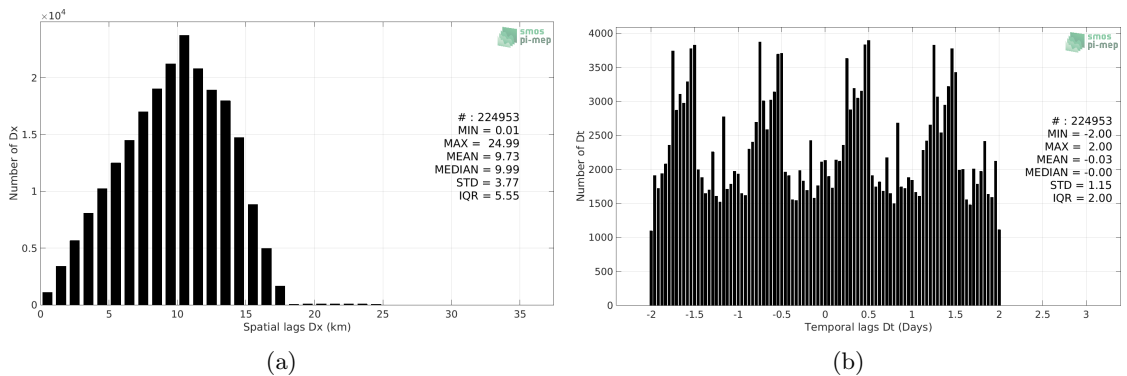 ×10⁴
smos
pi-mep
2
1.5
1
0.5
0
Number of Dx
# : 224953
MIN = 0.01
MAX = 24.99
MEAN = 9.73
MEDIAN = 9.99
STD = 3.77
IQR = 5.55
0 5 10 15 20 25 30 35
Spatial lags Dx (km)
(a)
smos
pi-mep
4000
3500
3000
2500
2000
1500
1000
500
0
Number of Dt
# : 224953
MIN = -2.00
MAX = 2.00
MEAN = -0.03
MEDIAN = -0.00
STD = 1.15
IQR = 2.00
-2 -1.5 -1 -0.5 0 0.5 1 1.5 2 2.5 3
Temporal lags Dt (Days)
(b)